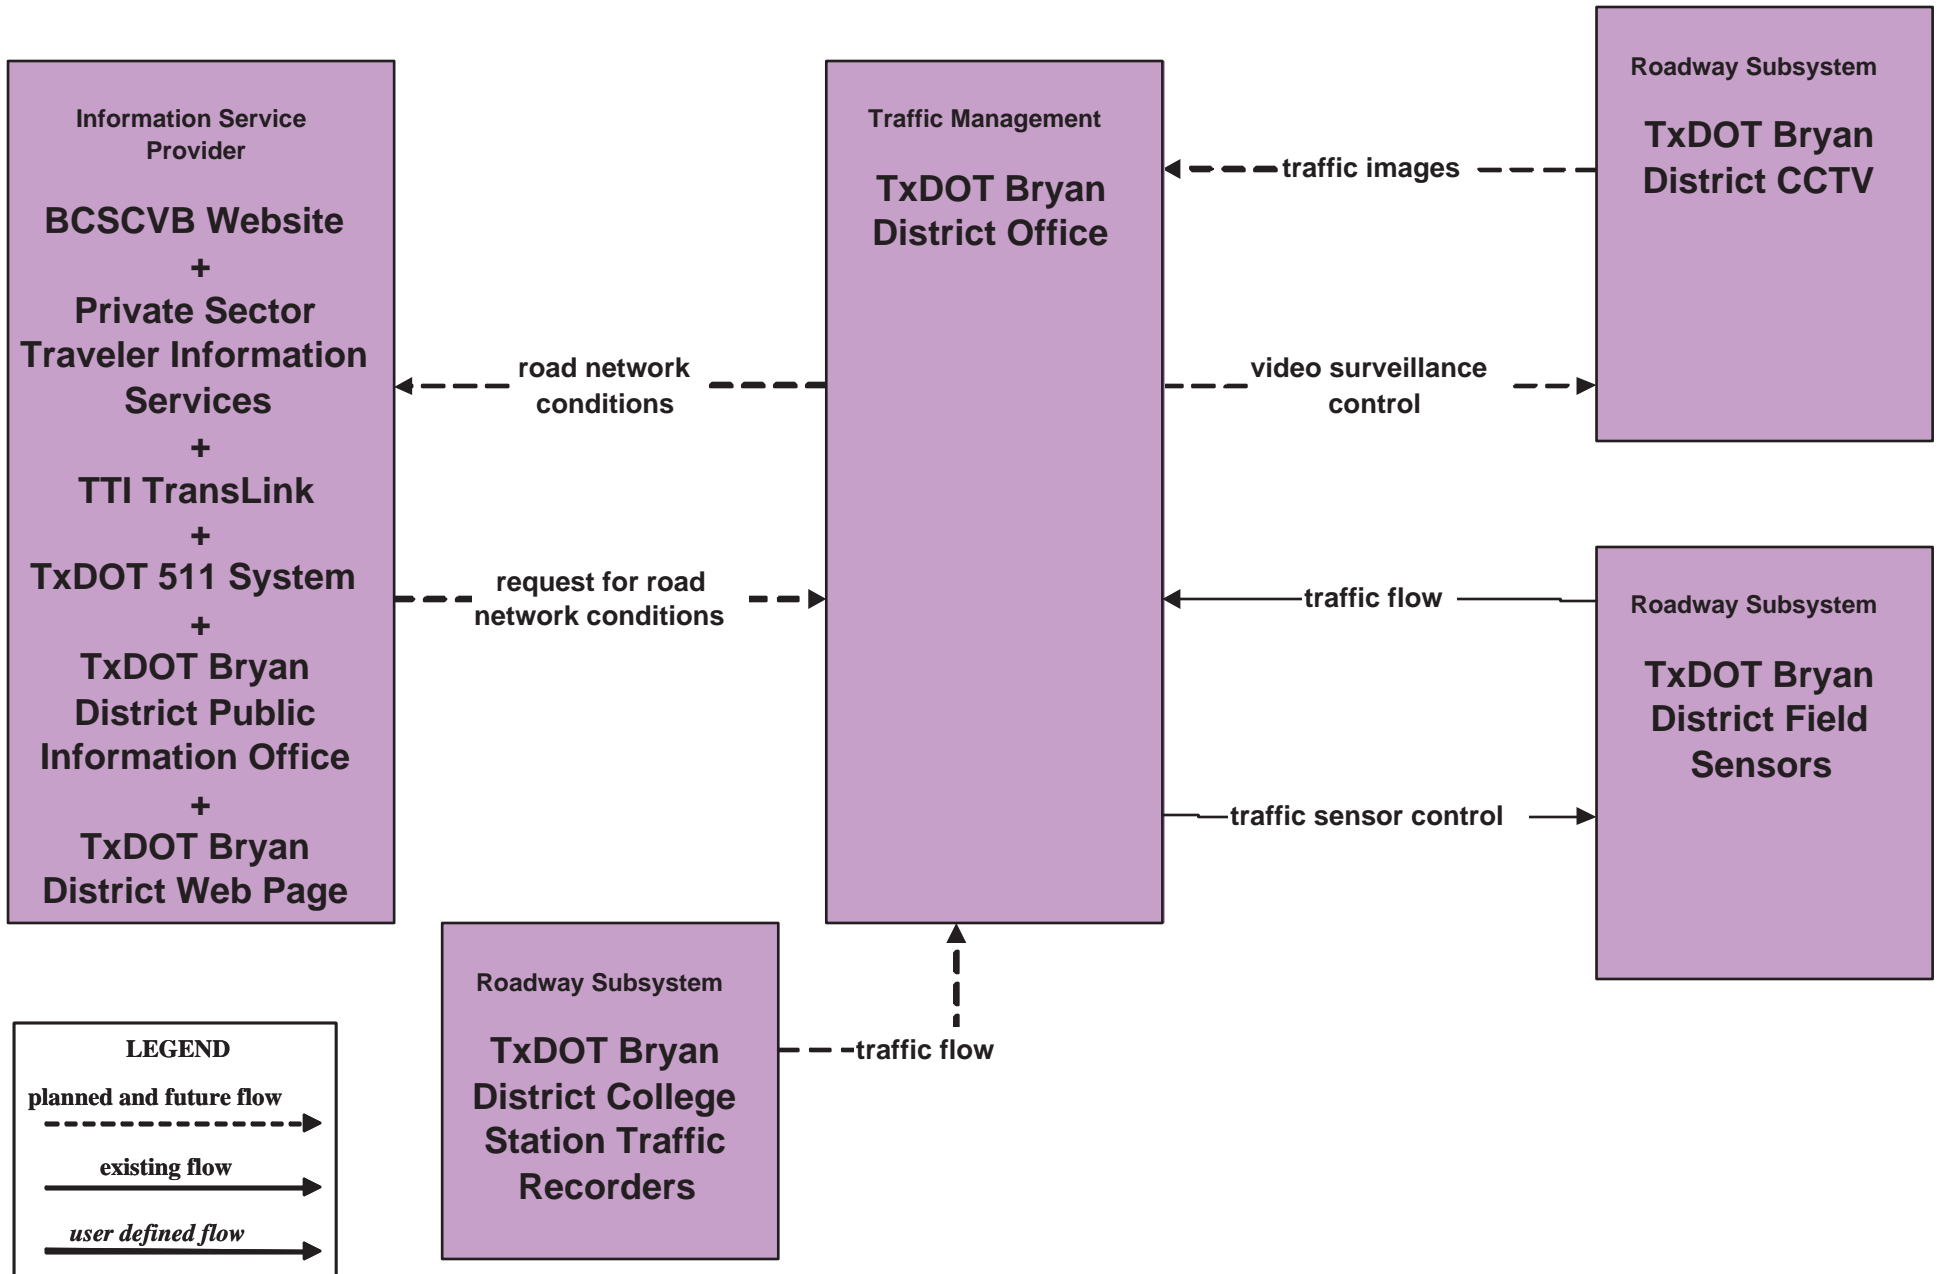 Information Service
Provider
BCSCVB Website
+
Private Sector
Traveler Information
Services
+
TTI TransLink
+
TxDOT 511 System
+
TxDOT Bryan
District Public
Information Office
+
TxDOT Bryan
District Web Page
road network
conditions
request for road
network conditions
Traffic Management
TxDOT Bryan
District Office
traffic images
video surveillance
control
traffic flow
traffic sensor control
Roadway Subsystem
TxDOT Bryan
District CCTV
Roadway Subsystem
TxDOT Bryan
District Field
Sensors
Roadway Subsystem
TxDOT Bryan
District College
Station Traffic
Recorders
traffic flow
LEGEND
planned and future flow
existing flow
user defined flow